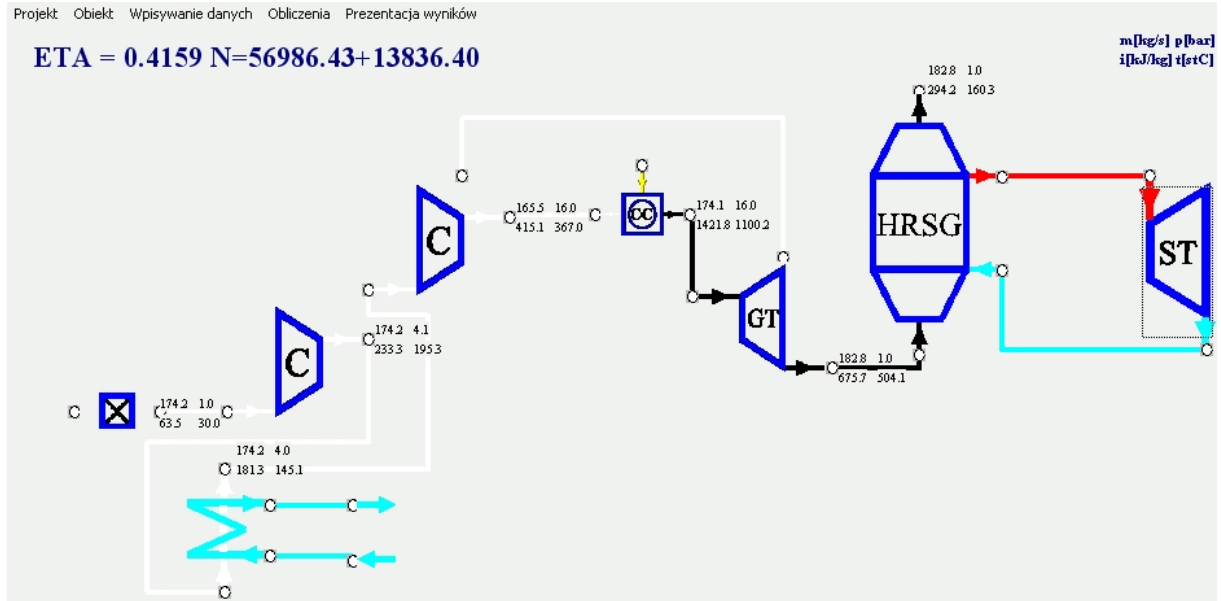 Projekt Obiekt Wpisywanie danych Obliczenia Prezentacja wyników
ETA = 0.4159 N=56986.43+13836.40
m[kg/s] p[bar]
i[kJ/kg] t[stC]
182.8 1.0
294.2 160.3
HRSG
ST
C
165.5 16.0
415.1 367.0
CC
174.1 16.0
1421.8 1100.2
GT
182.8 1.0
675.7 504.1
C
174.2 4.1
233.3 195.3
174.2 1.0
63.5 30.0
174.2 4.0
181.3 145.1